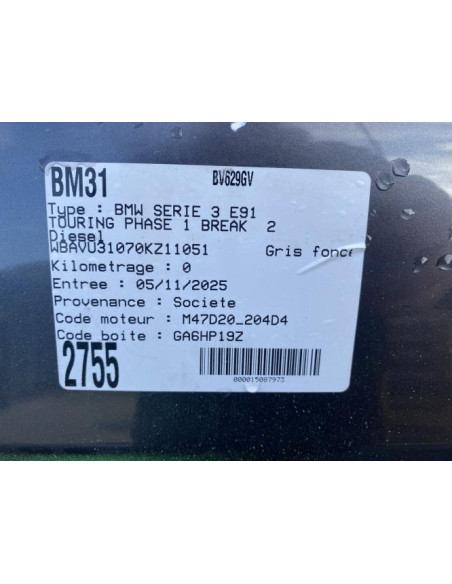 BM31 BV629GV
Type : BMW SERIE 3 E91
TOURING PHASE 1 BREAK 2
Diesel
WBAVU31070KZ11051 Gris fonce
Kilometrage : 0
Entree : 05/11/2025
Provenance : Societe
Code moteur : M47D20_204D4
Code boite : GA6HP19Z
2755
000015087973